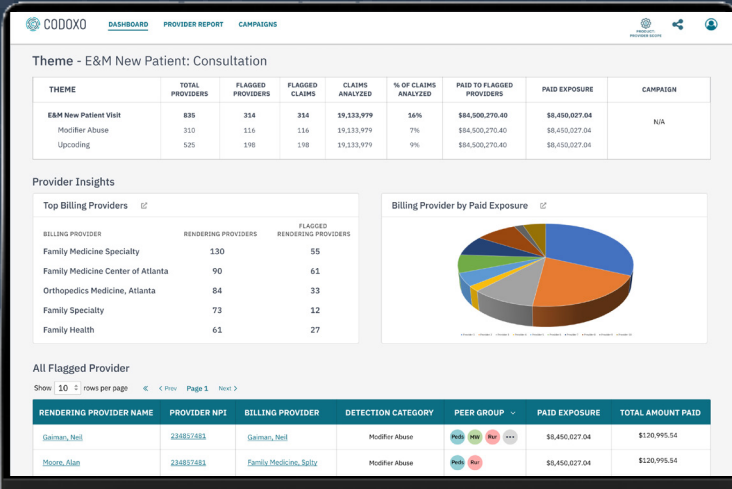 CODOXO DASHBOARD PROVIDER REPORT CAMPAIGNS
PRODUCT:
PROVIDER SCOPE
Theme - E&M New Patient: Consultation
THEME TOTAL PROVIDERS FLAGGED PROVIDERS FLAGGED CLAIMS CLAIMS ANALYZED % OF CLAIMS ANALYZED PAID TO FLAGGED PROVIDERS PAID EXPOSURE CAMPAIGN
E&M New Patient Visit 835 314 314 19,133,979 16% $84,500,270.40 $8,450,027.04 N/A
Modifier Abuse 310 116 116 19,133,979 7% $84,500,270.40 $8,450,027.04
Upcoding 525 198 198 19,133,979 9% $84,500,270.40 $8,450,027.04
Provider Insights
Top Billing Providers
BILLING PROVIDER RENDERING PROVIDERS FLAGGED RENDERING PROVIDERS
Family Medicine Specialty 130 55
Family Medicine Center of Atlanta 90 61
Orthopedics Medicine, Atlanta 84 33
Family Specialty 73 12
Family Health 61 27
Billing Provider by Paid Exposure
All Flagged Provider
Show 10 rows per page « < Prev Page 1 Next >
RENDERING PROVIDER NAME PROVIDER NPI BILLING PROVIDER DETECTION CATEGORY PEER GROUP PAID EXPOSURE TOTAL AMOUNT PAID
Gaiman, Neil 234857481 Gaiman, Neil Modifier Abuse Peds MW Rur ••• $8,450,027.04 $120,995.54
Moore, Alan 234857481 Family Medicine, Splty Modifier Abuse Peds Rur $8,450,027.04 $120,995.54